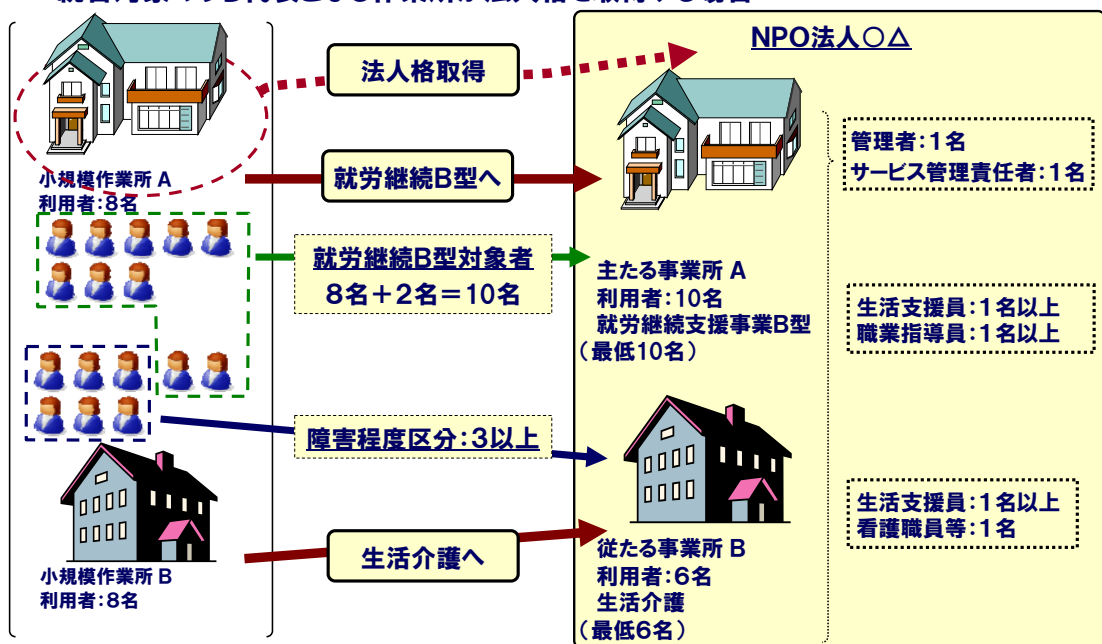 NPO法人○△
法人格取得
小規模作業所 A
利用者:8名
就労継続B型へ
管理者:1名
サービス管理責任者:1名
就労継続B型対象者
8名+2名=10名
主たる事業所 A
利用者:10名
就労継続支援事業B型
(最低10名)
生活支援員:1名以上
職業指導員:1名以上
障害程度区分:3以上
小規模作業所 B
利用者:8名
生活介護へ
従たる事業所 B
利用者:6名
生活介護
(最低6名)
生活支援員:1名以上
看護職員等:1名